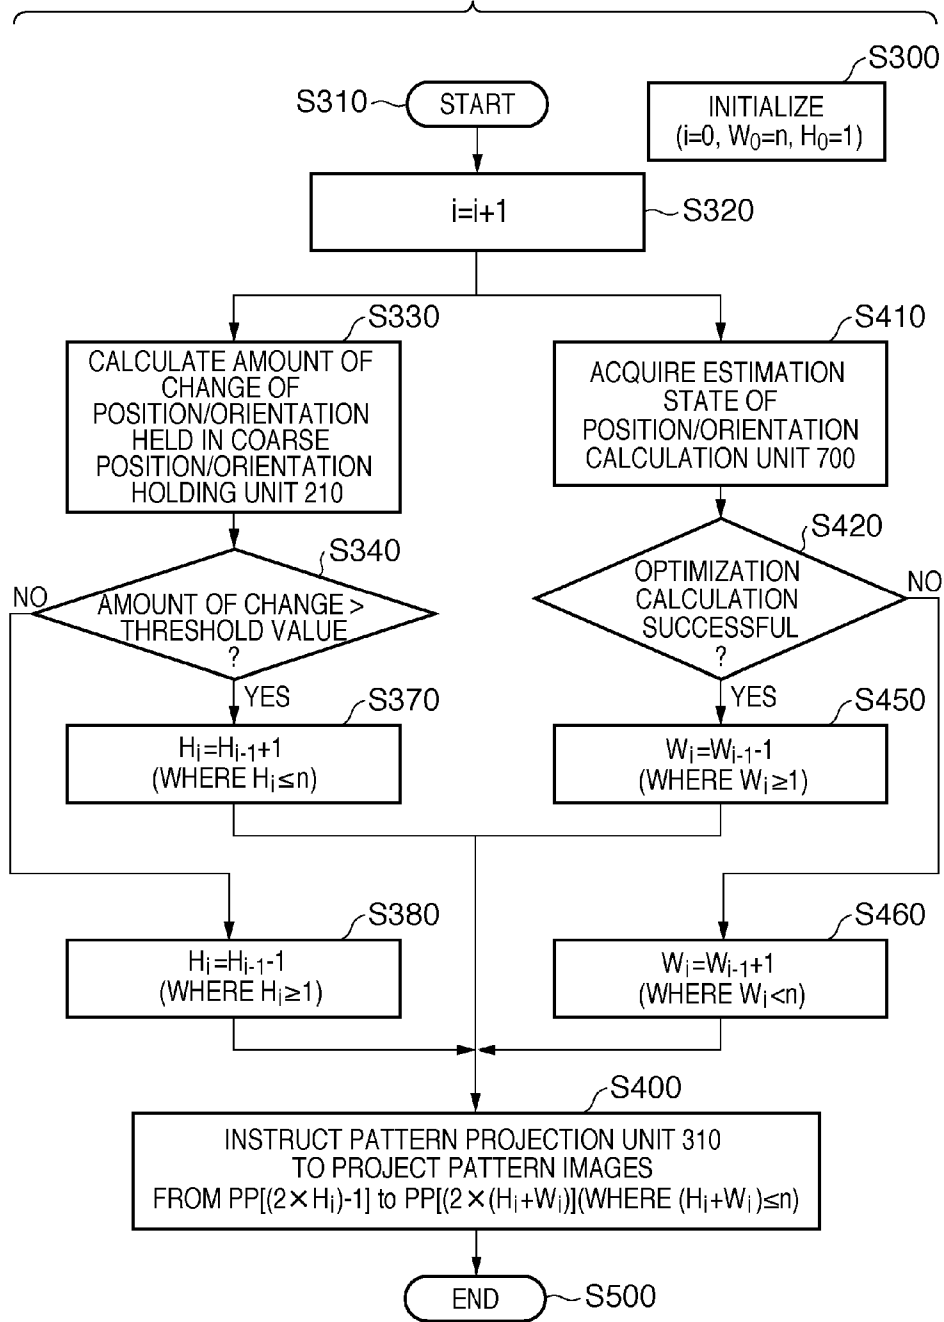 S300
S310
START
INITIALIZE
(i=0, W₀=n, H₀=1)
i=i+1
S320
S330
CALCULATE AMOUNT OF
CHANGE OF
POSITION/ORIENTATION
HELD IN COARSE
POSITION/ORIENTATION
HOLDING UNIT 210
S410
ACQUIRE ESTIMATION
STATE OF
POSITION/ORIENTATION
CALCULATION UNIT 700
S340
NO
AMOUNT OF CHANGE >
THRESHOLD VALUE
?
YES
S420
OPTIMIZATION
CALCULATION
SUCCESSFUL
?
NO
YES
S370
Hᵢ=Hᵢ₋₁+1
(WHERE Hᵢ≤n)
S450
Wᵢ=Wᵢ₋₁-1
(WHERE Wᵢ≥1)
S380
Hᵢ=Hᵢ₋₁-1
(WHERE Hᵢ≥1)
S460
Wᵢ=Wᵢ₋₁+1
(WHERE Wᵢ<n)
S400
INSTRUCT PATTERN PROJECTION UNIT 310
TO PROJECT PATTERN IMAGES
FROM PP[(2×Hᵢ)-1] to PP[(2×(Hᵢ+Wᵢ)](WHERE (Hᵢ+Wᵢ)≤n)
END
S500